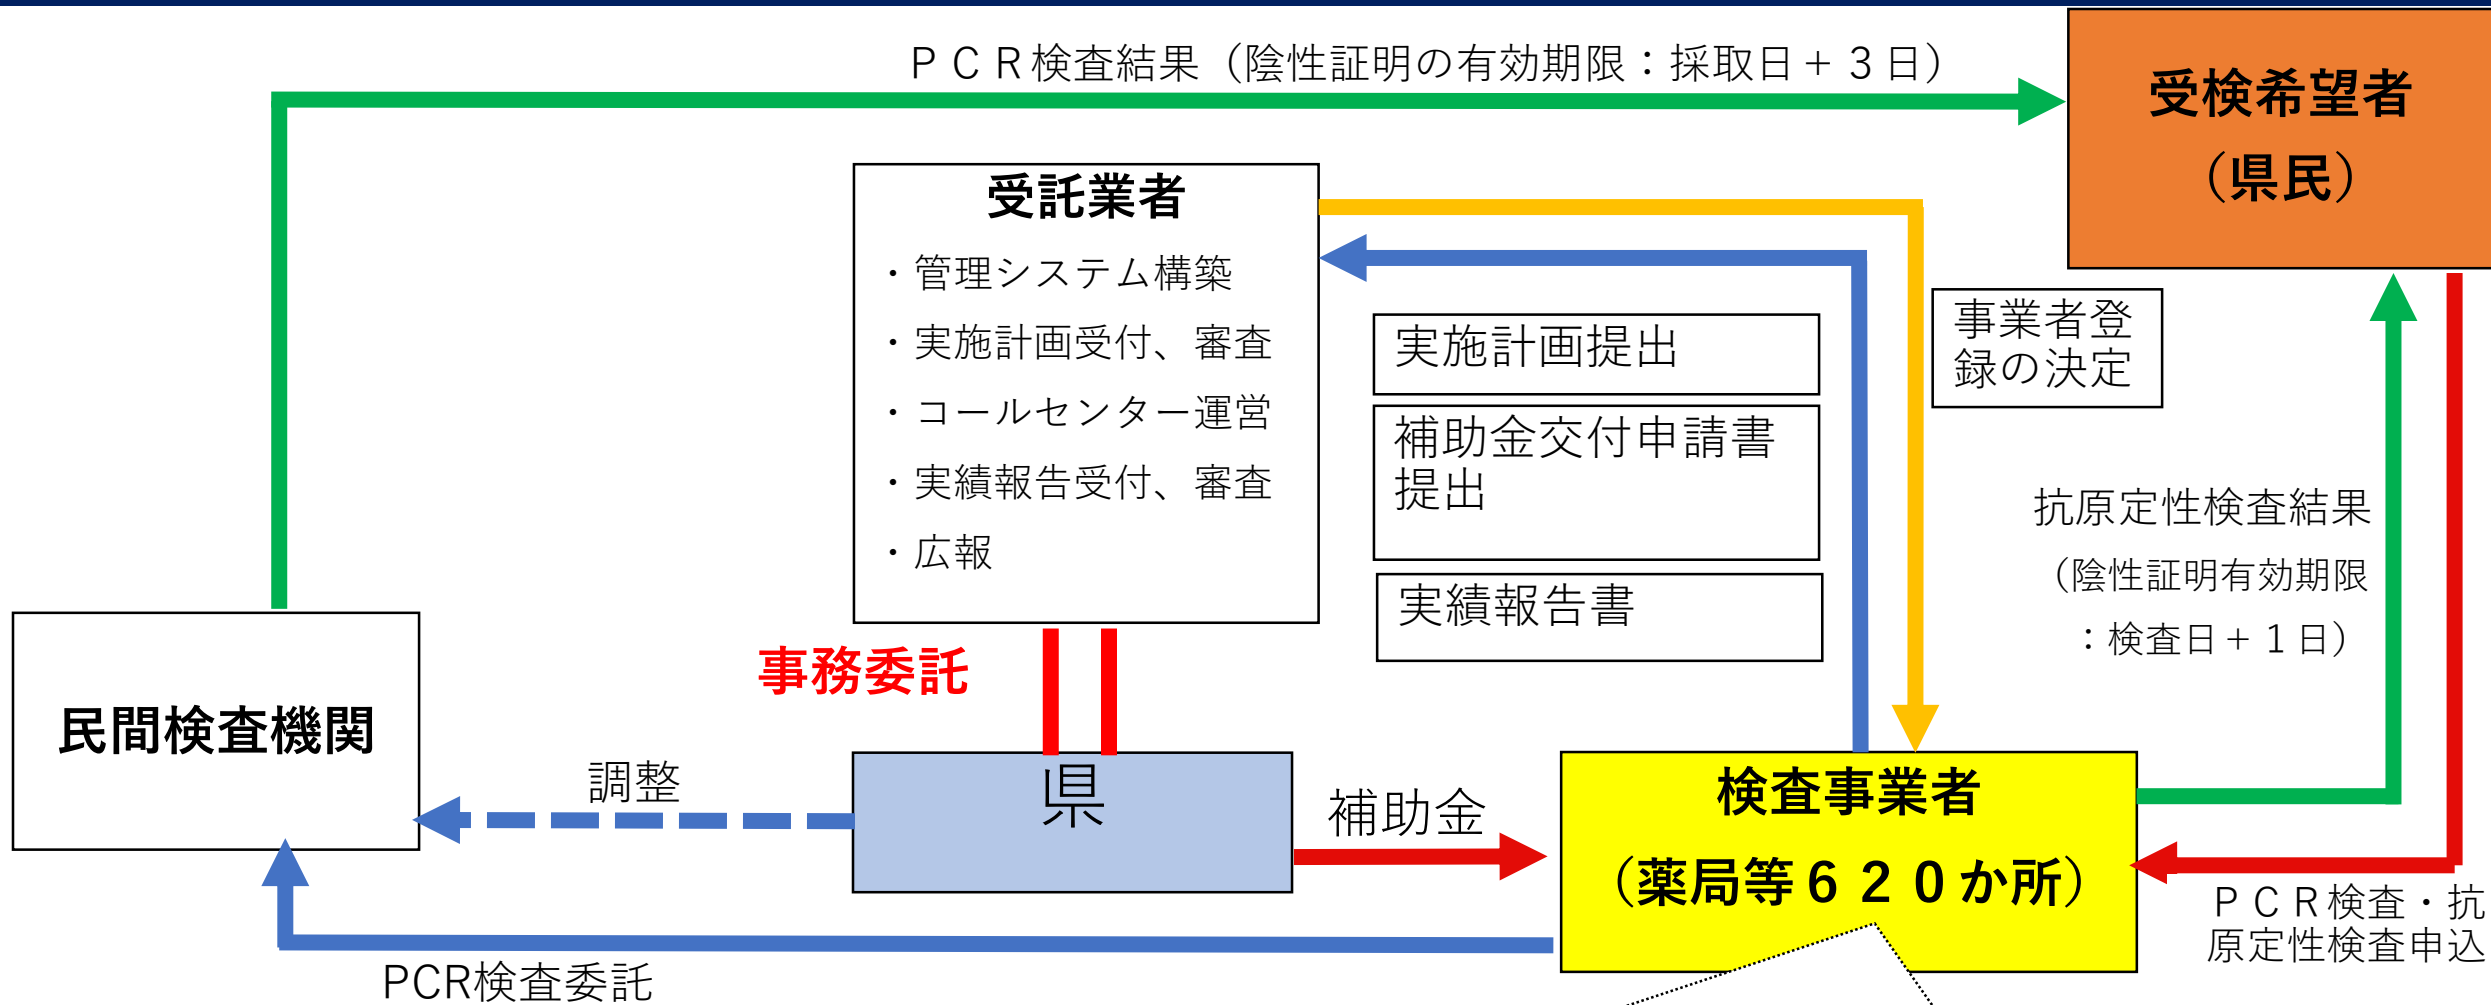 ＰＣＲ検査結果（陰性証明の有効期限：採取日＋３日）
受検希望者
（県民）
受託業者
・管理システム構築
・実施計画受付、審査
・コールセンター運営
・実績報告受付、審査
・広報
実施計画提出
補助金交付申請書
提出
実績報告書
事業者登
録の決定
抗原定性検査結果
（陰性証明有効期限
：検査日＋１日）
事務委託
民間検査機関
調整
県
補助金
検査事業者
（薬局等６２０か所）
ＰＣＲ検査・抗
原定性検査申込
PCR検査委託